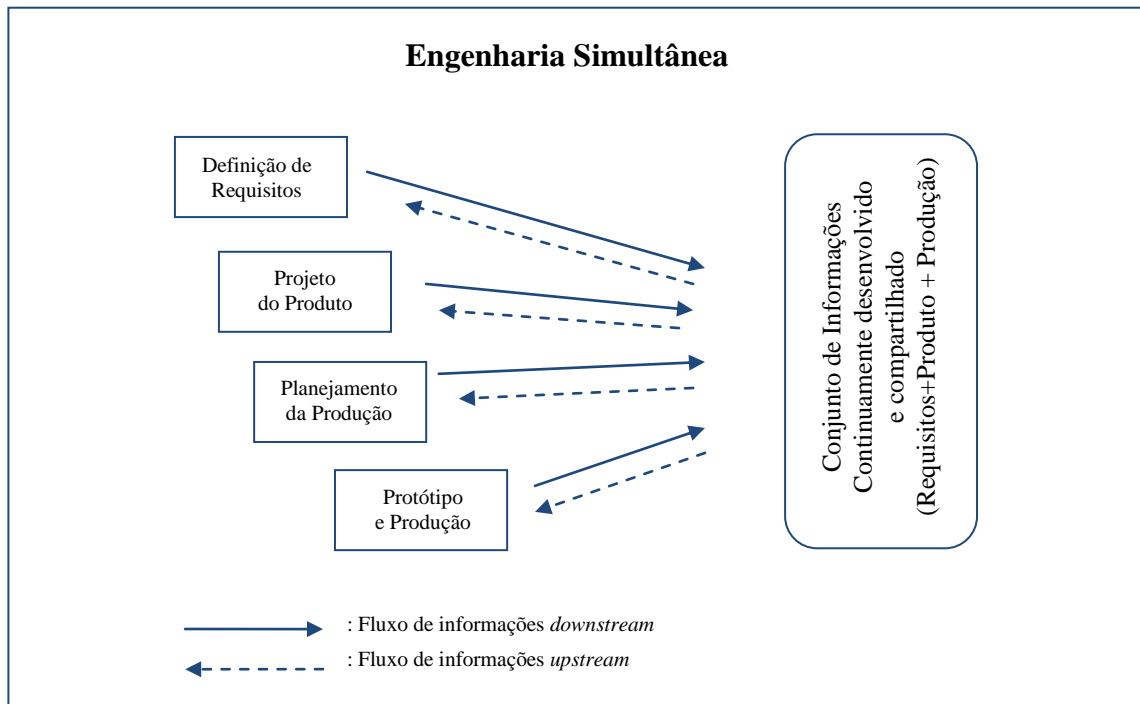 Engenharia Simultânea
Definição de
Requisitos
Projeto
do Produto
Planejamento
da Produção
Protótipo
e Produção
Conjunto de Informações
Continuamente desenvolvido
e compartilhado
(Requisitos+Produto + Produção)
: Fluxo de informações downstream
: Fluxo de informações upstream